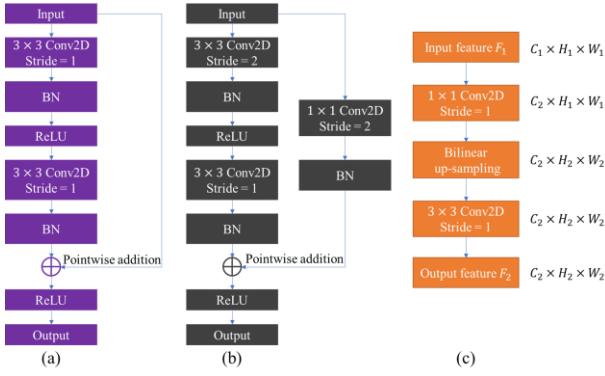 Input
3 × 3 Conv2D
Stride = 1
BN
ReLU
3 × 3 Conv2D
Stride = 1
BN
Pointwise addition
ReLU
Output
(a)
Input
3 × 3 Conv2D
Stride = 2
BN
ReLU
3 × 3 Conv2D
Stride = 1
BN
1 × 1 Conv2D
Stride = 2
BN
Pointwise addition
ReLU
Output
(b)
Input feature F₁ C₁ × H₁ × W₁
1 × 1 Conv2D
Stride = 1 C₂ × H₁ × W₁
Bilinear
up-sampling C₂ × H₂ × W₂
3 × 3 Conv2D
Stride = 1 C₂ × H₂ × W₂
Output feature F₂ C₂ × H₂ × W₂
(c)